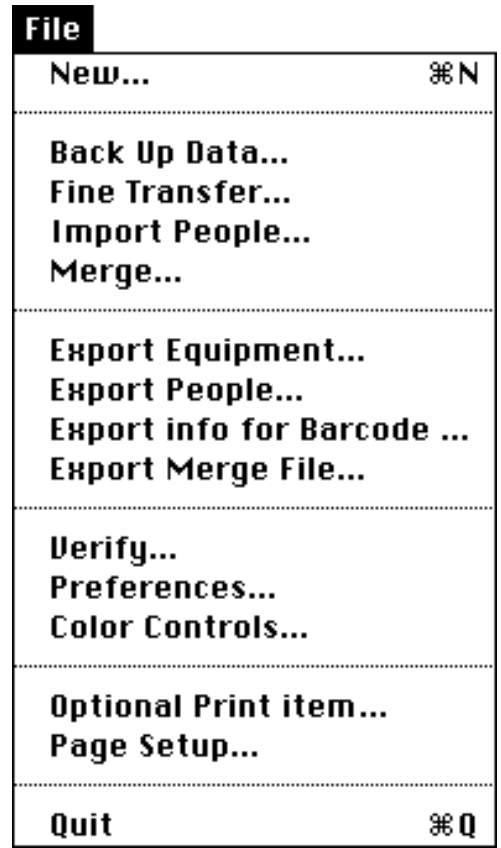 File
New... ⌘N
Back Up Data...
Fine Transfer...
Import People...
Merge...
Export Equipment...
Export People...
Export info for Barcode ...
Export Merge File...
Verify...
Preferences...
Color Controls...
Optional Print item...
Page Setup...
Quit ⌘Q